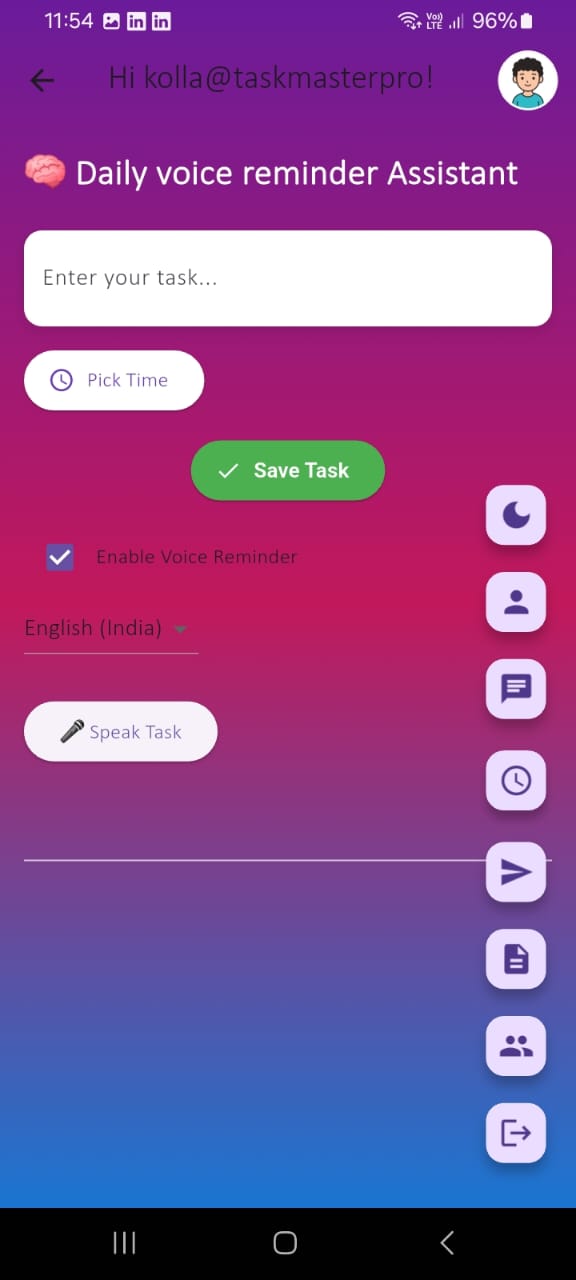 11:54 in in Vo) LTE 96%
Hi kolla@taskmasterpro!
Daily voice reminder Assistant
Enter your task...
Pick Time
Save Task
Enable Voice Reminder
English (India)
Speak Task